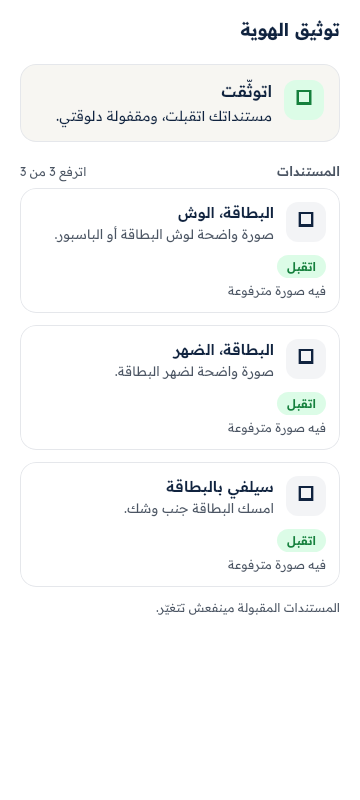 توثيق الهوية
اتوثّقت
مستنداتك اتقبلت، ومقفولة دلوقتي.
المستندات
اترفع 3 من 3
البطاقة، الوش
صورة واضحة لوش البطاقة أو الباسبور.
اتقبل
فيه صورة مترفوعة
البطاقة، الضهر
صورة واضحة لضهر البطاقة.
اتقبل
فيه صورة مترفوعة
سيلفي بالبطاقة
امسك البطاقة جنب وشك.
اتقبل
فيه صورة مترفوعة
المستندات المقبولة مينفعش تتغيّر.